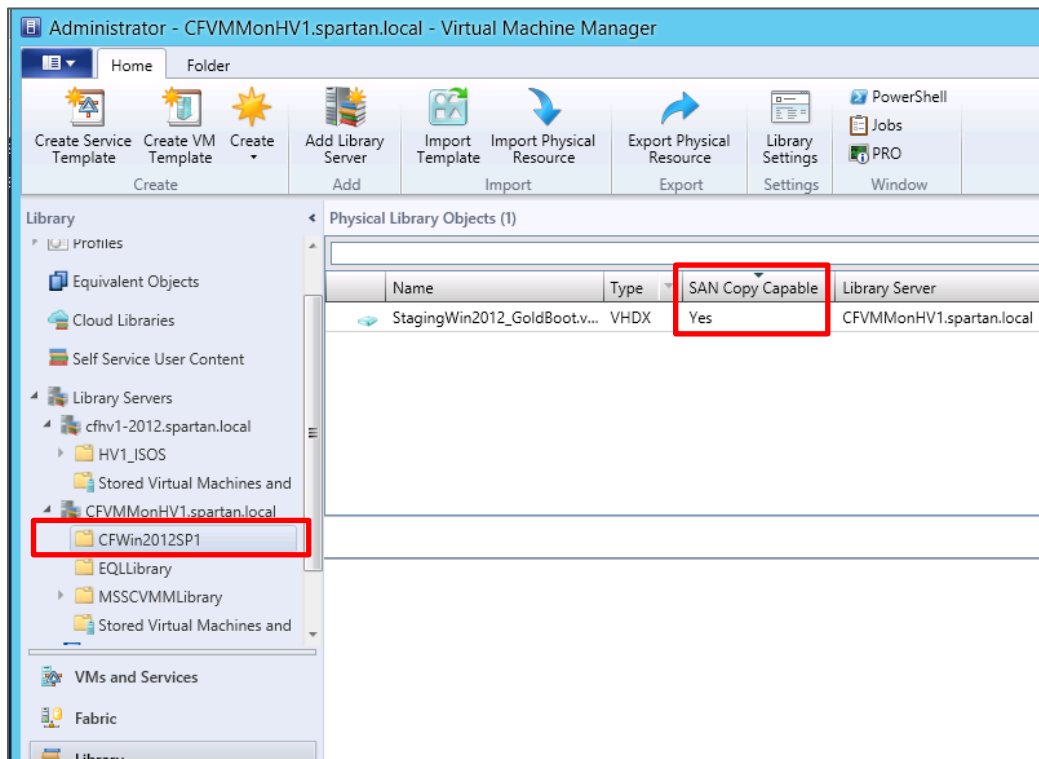 Administrator - CFVMMonHV1.spartan.local - Virtual Machine Manager
Home Folder
Create Service Template
Create VM Template
Create
Add Library Server
Import Template
Import Physical Resource
Export Physical Resource
Library Settings
PowerShell
Jobs
PRO
Create Add Import Export Settings Window
Library
Profiles
Equivalent Objects
Cloud Libraries
Self Service User Content
Library Servers
cfhv1-2012.spartan.local
HV1_ISOS
Stored Virtual Machines and
CFVMMonHV1.spartan.local
CFWin2012SP1
EQLLibrary
MSSCVMMLibrary
Stored Virtual Machines and
VMs and Services
Fabric
Library
Physical Library Objects (1)
Name Type SAN Copy Capable Library Server
StagingWin2012_GoldBoot.v... VHDX Yes CFVMMonHV1.spartan.local